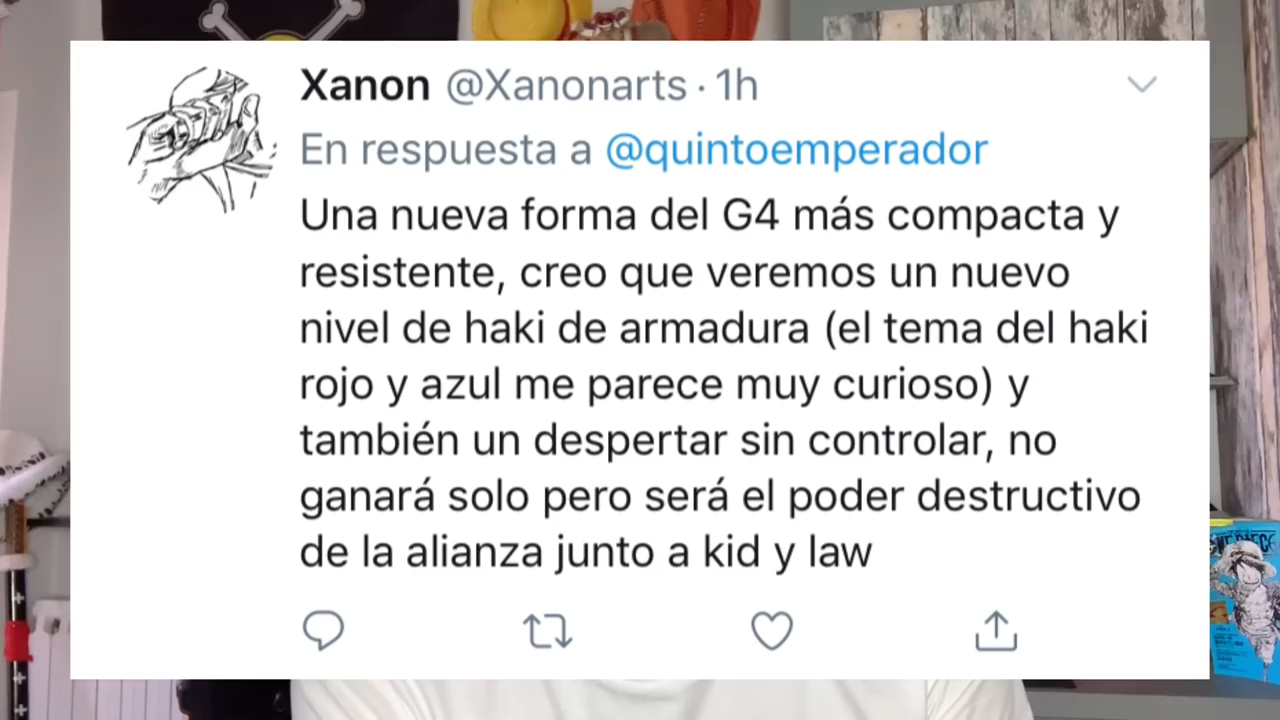 Xanon @Xanonarts · 1h
En respuesta a @quintoemperador
Una nueva forma del G4 más compacta y
resistente, creo que veremos un nuevo
nivel de haki de armadura (el tema del haki
rojo y azul me parece muy curioso) y
también un despertar sin controlar, no
ganará solo pero será el poder destructivo
de la alianza junto a kid y law